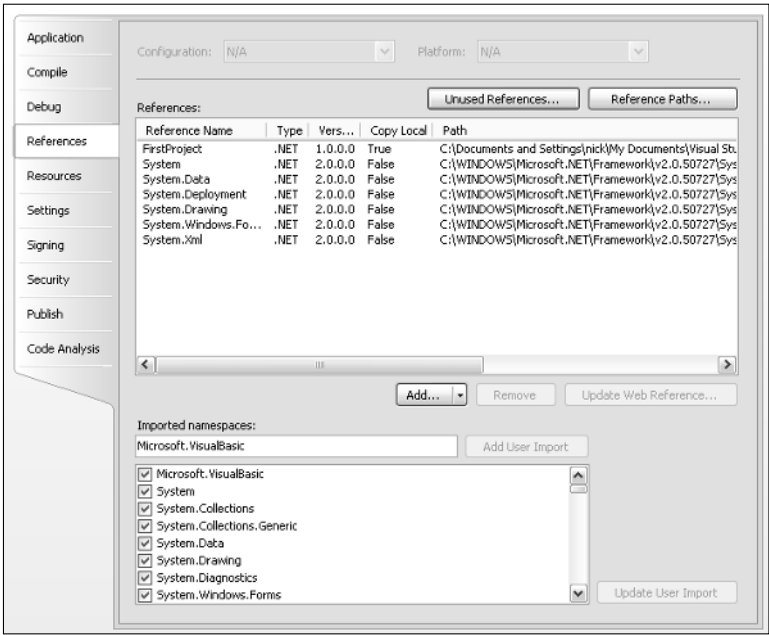 Application
Compile
Debug
References
Resources
Settings
Signing
Security
Publish
Code Analysis
Configuration: N/A Platform: N/A
Unused References... Reference Paths...
References:
Reference Name Type Vers... Copy Local Path
FirstProject .NET 1.0.0.0 True C:\Documents and Settings\nick\My Documents\Visual Stu
System .NET 2.0.0.0 False C:\WINDOWS\Microsoft.NET\Framework\v2.0.50727\Sys
System.Data .NET 2.0.0.0 False C:\WINDOWS\Microsoft.NET\Framework\v2.0.50727\Sys
System.Deployment .NET 2.0.0.0 False C:\WINDOWS\Microsoft.NET\Framework\v2.0.50727\Sys
System.Drawing .NET 2.0.0.0 False C:\WINDOWS\Microsoft.NET\Framework\v2.0.50727\Sys
System.Windows.Fo... .NET 2.0.0.0 False C:\WINDOWS\Microsoft.NET\Framework\v2.0.50727\Sys
System.Xml .NET 2.0.0.0 False C:\WINDOWS\Microsoft.NET\Framework\v2.0.50727\Sys
Add... Remove Update Web Reference...
Imported namespaces:
Microsoft.VisualBasic Add User Import
Microsoft.VisualBasic
System
System.Collections
System.Collections.Generic
System.Data
System.Drawing
System.Diagnostics
System.Windows.Forms
Update User Import